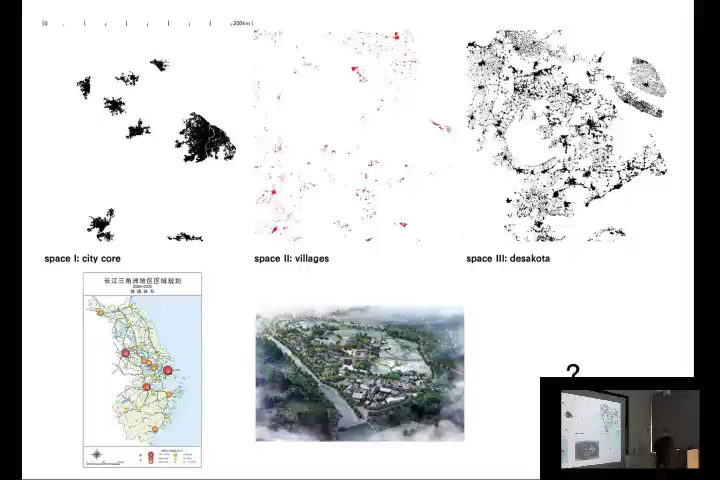 0
250km
space I: city core
space II: villages
space III: desakota
长江三角洲地区区域规划
?